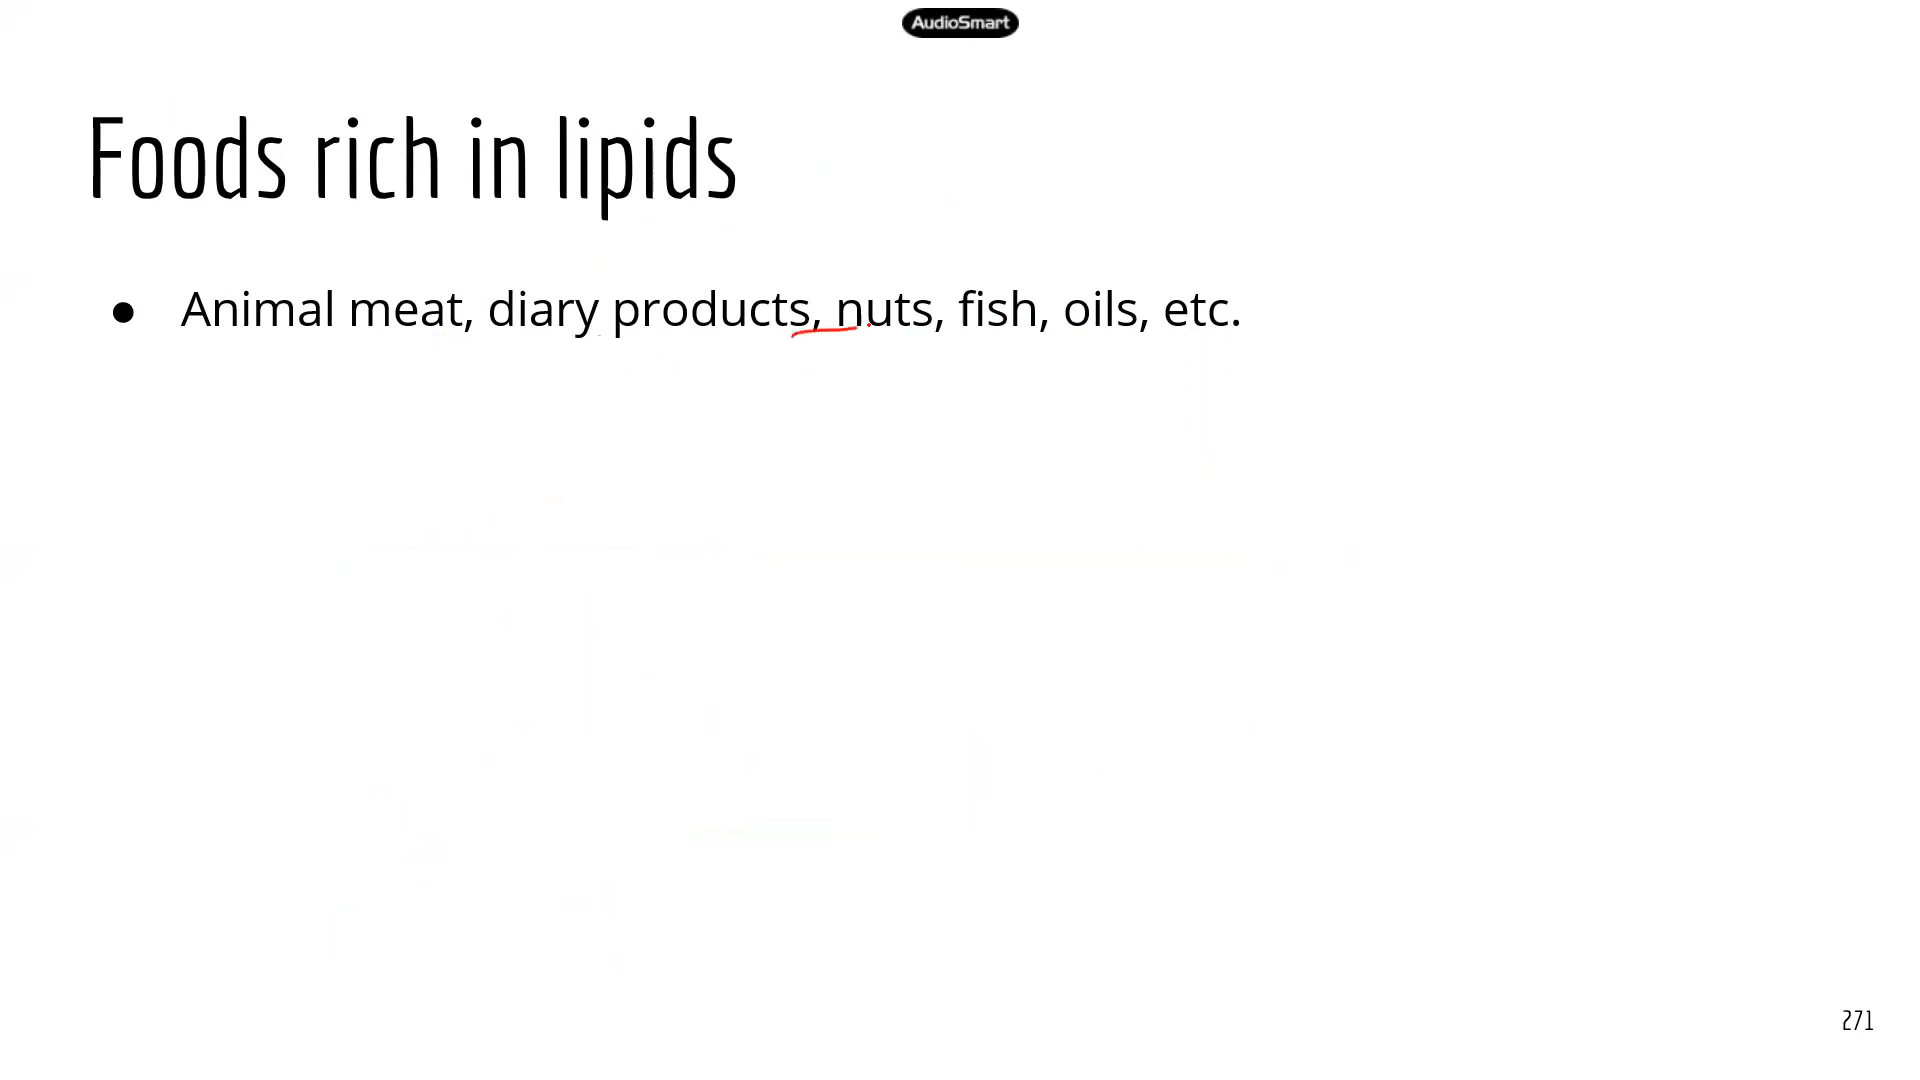 AudioSmart
Foods rich in lipids
● Animal meat, diary products, nuts, fish, oils, etc.
271